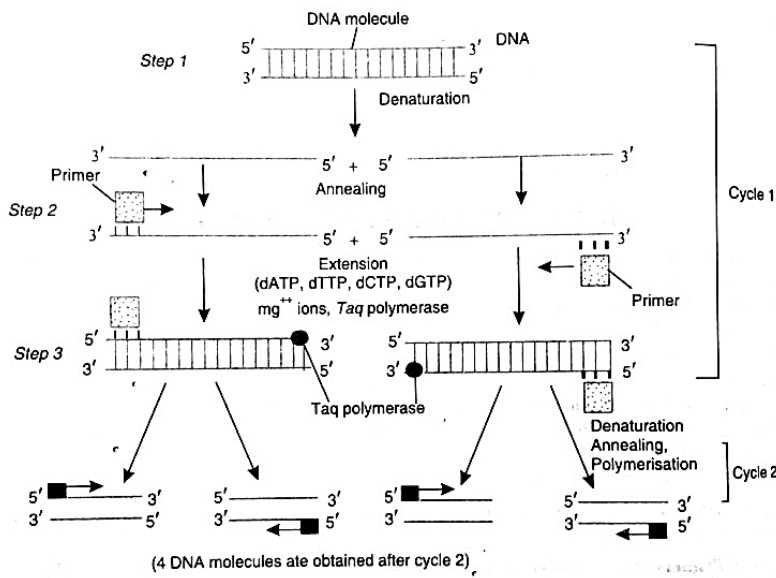 DNA molecule
5′ 3′ DNA
Step 1
3′ 5′
Denaturation
3′ 5′ + 5′ 3′
Primer
Annealing
Step 2
Cycle 1
3′ 5′ + 5′ 3′
Extension
(dATP, dTTP, dCTP, dGTP)
mg++ ions, Taq polymerase
Primer
5′ 3′ 5′ 3′
Step 3
3′ 5′ 3′ 5′
Taq polymerase
Denaturation
Annealing,
Polymerisation
Cycle 2
5′ 3′ 5′ 3′ 5′ 3′ 5′ 3′
3′ 5′ 3′ 5′ 3′ 5′ 3′ 5′
(4 DNA molecules ate obtained after cycle 2)